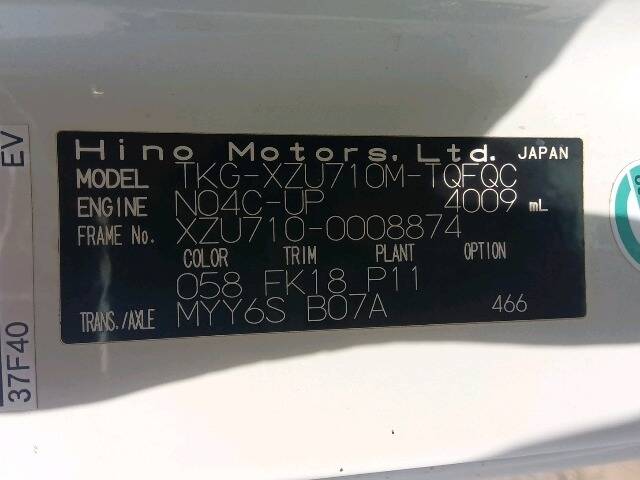 Hino Motors, Ltd. JAPAN
MODEL TKG-XZU710M-TQFQC
ENGINE N04C-UP 4009 mL
FRAME No. XZU710-0008874
COLOR TRIM PLANT OPTION
058 FK18 P11
TRANS./AXLE MYY6S B07A 466
EV
37F40